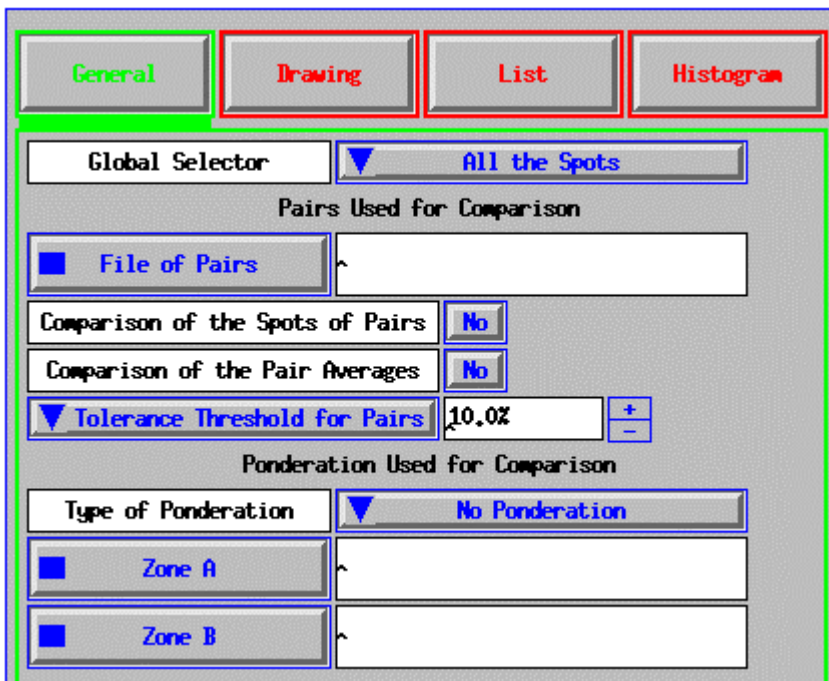 General Drawing List Histogram
Global Selector All the Spots
Pairs Used for Comparison
File of Pairs
Comparison of the Spots of Pairs No
Comparison of the Pair Averages No
Tolerance Threshold for Pairs 10.0% + -
Ponderation Used for Comparison
Type of Ponderation No Ponderation
Zone A
Zone B